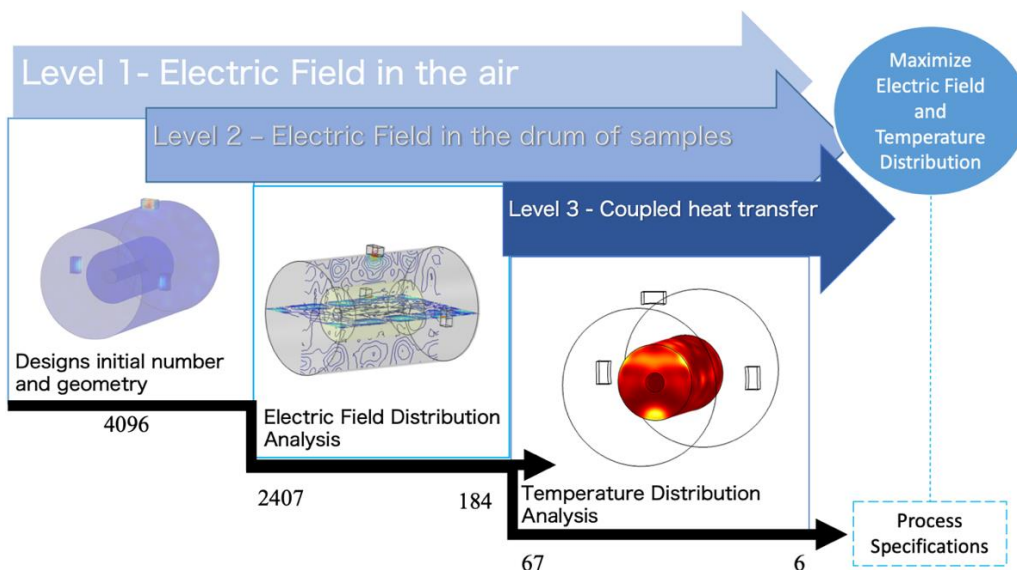 Level 1- Electric Field in the air
Maximize
Electric Field
and
Temperature
Distribution
Level 2 – Electric Field in the drum of samples
Level 3 - Coupled heat transfer
Designs initial number
and geometry
4096
Electric Field Distribution
Analysis
2407
184
Temperature Distribution
Analysis
67
6
Process
Specifications